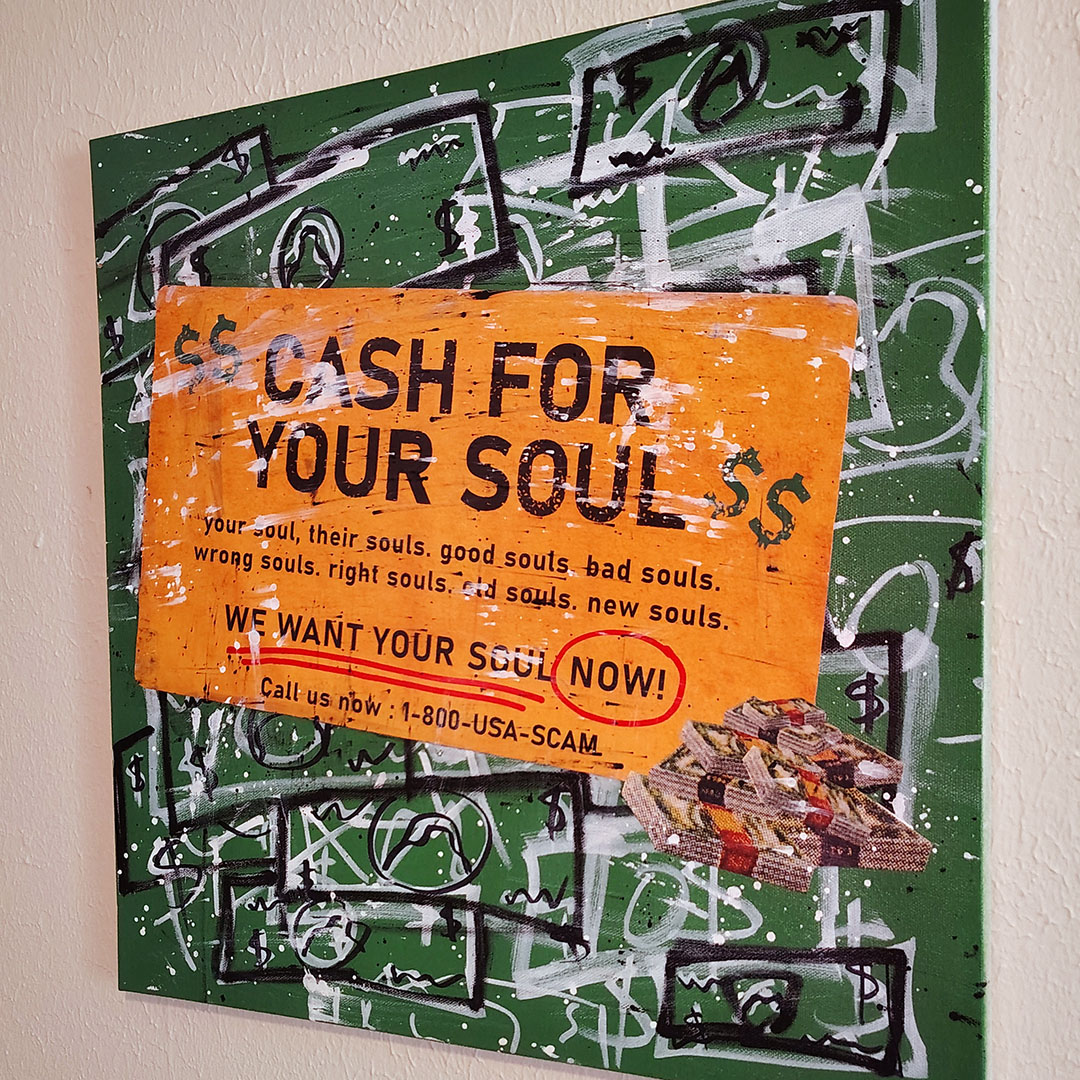 $$ CASH FOR
YOUR SOUL $$
your soul, their souls. good souls. bad souls.
wrong souls. right souls. old souls. new souls.
WE WANT YOUR SOUL NOW!
Call us now : 1-800-USA-SCAM